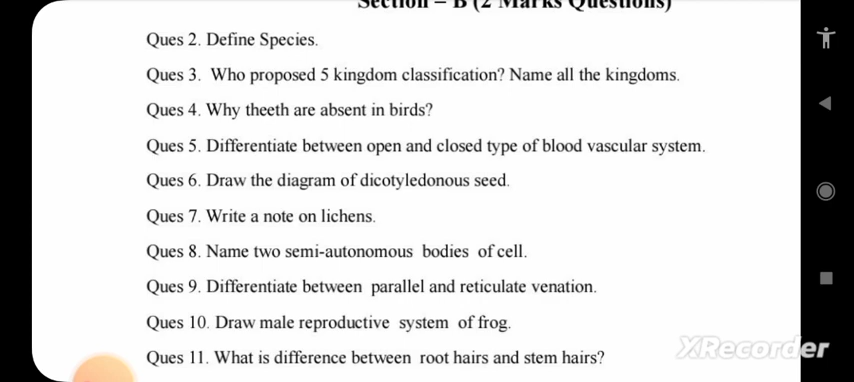 Section – B (2 Marks Questions)
Ques 2. Define Species.
Ques 3. Who proposed 5 kingdom classification? Name all the kingdoms.
Ques 4. Why theeth are absent in birds?
Ques 5. Differentiate between open and closed type of blood vascular system.
Ques 6. Draw the diagram of dicotyledonous seed.
Ques 7. Write a note on lichens.
Ques 8. Name two semi-autonomous bodies of cell.
Ques 9. Differentiate between parallel and reticulate venation.
Ques 10. Draw male reproductive system of frog.
Ques 11. What is difference between root hairs and stem hairs?
XRecorder